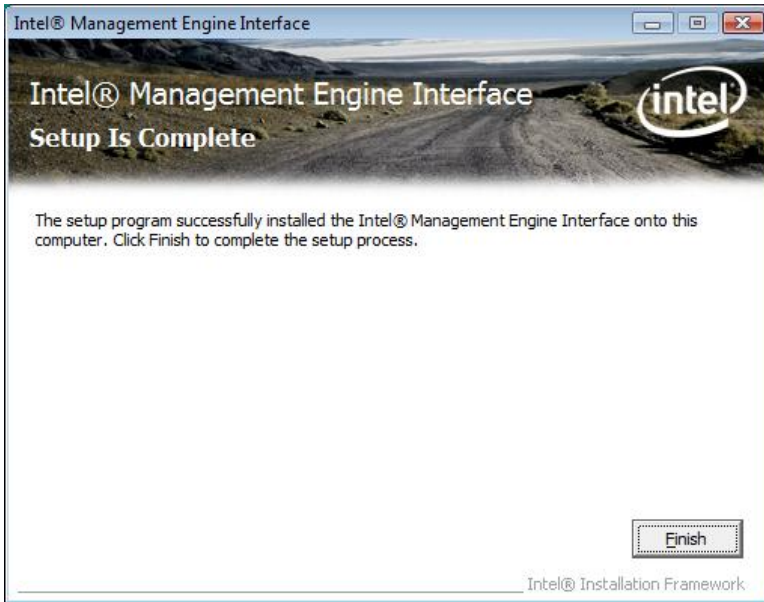 Intel® Management Engine Interface
Intel® Management Engine Interface
Setup Is Complete
intel
The setup program successfully installed the Intel® Management Engine Interface onto this
computer. Click Finish to complete the setup process.
Finish
Intel® Installation Framework